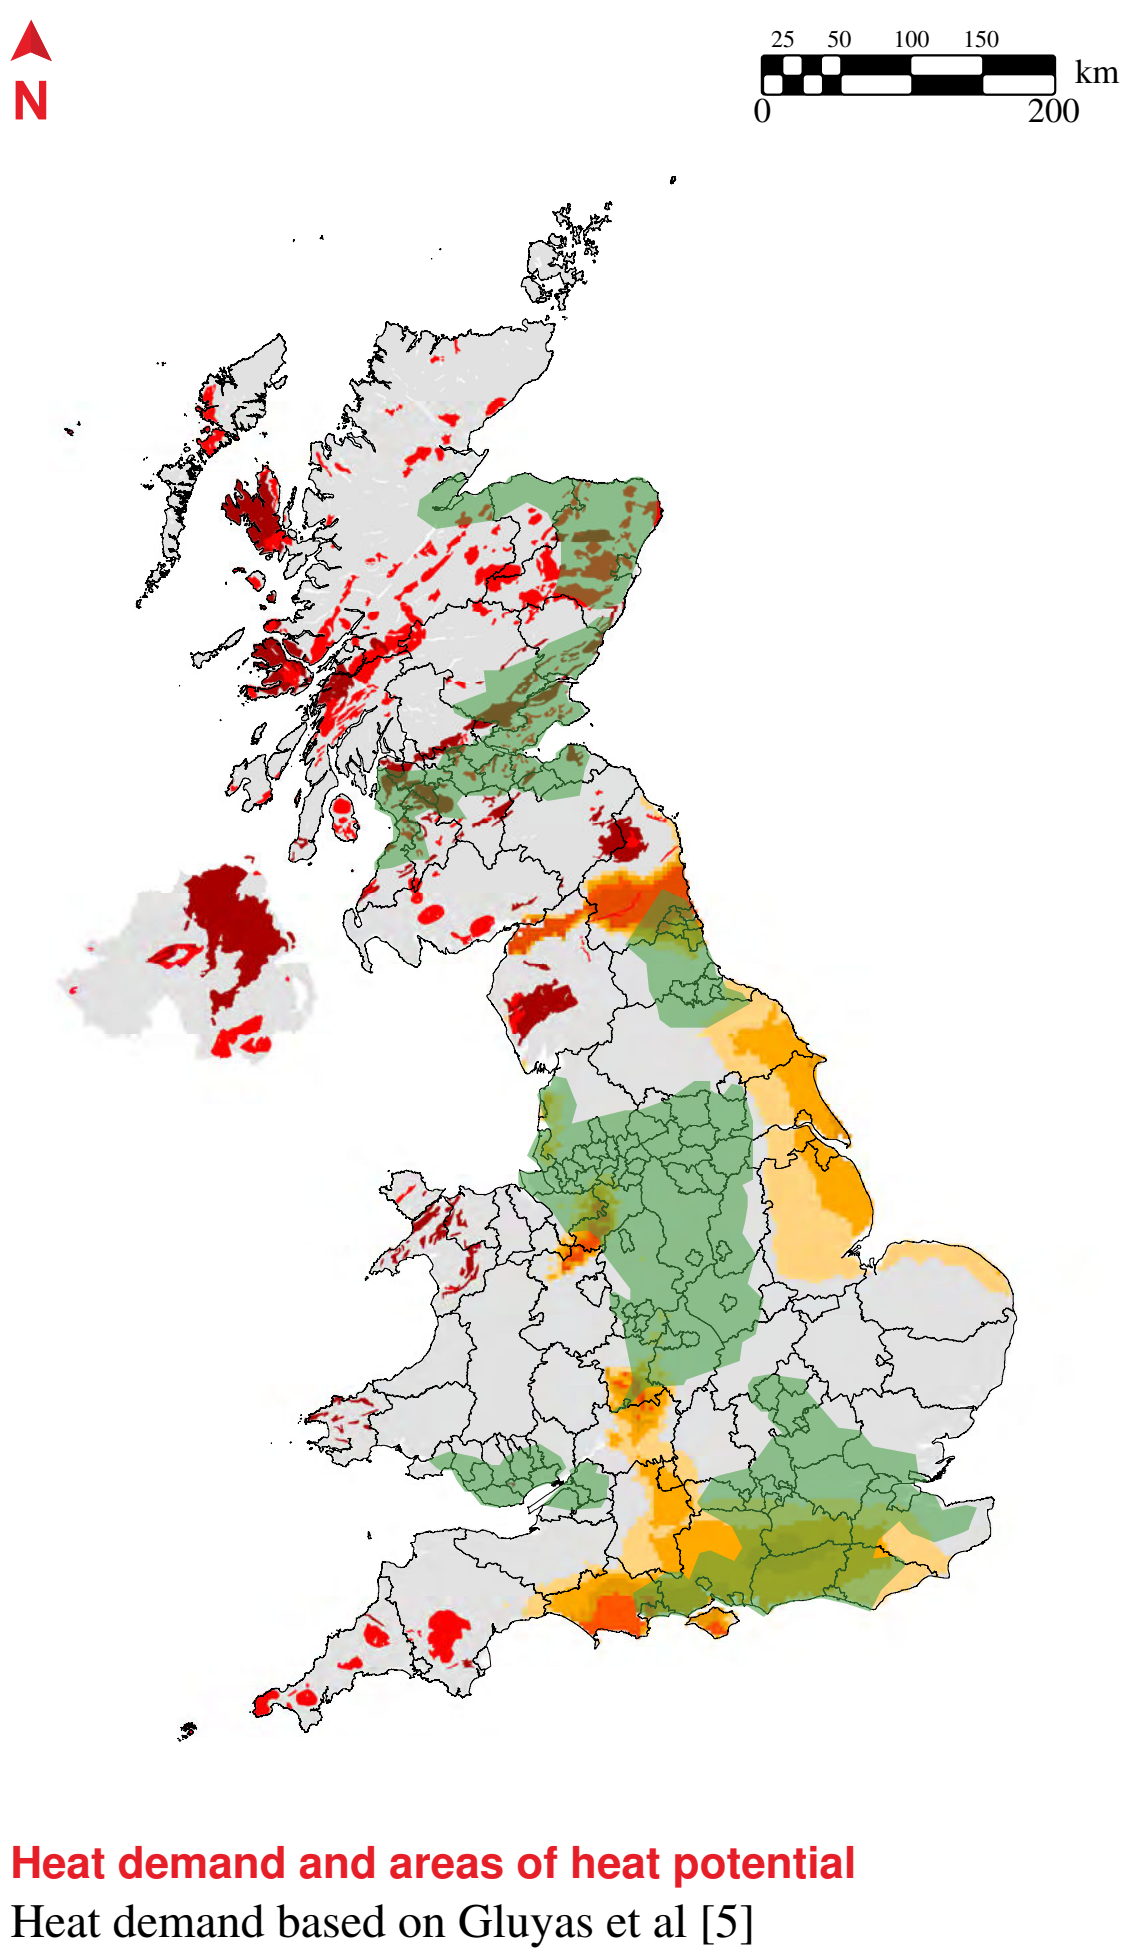 N
25 50 100 150
km
0 200
Heat demand and areas of heat potential
Heat demand based on Gluyas et al [5]